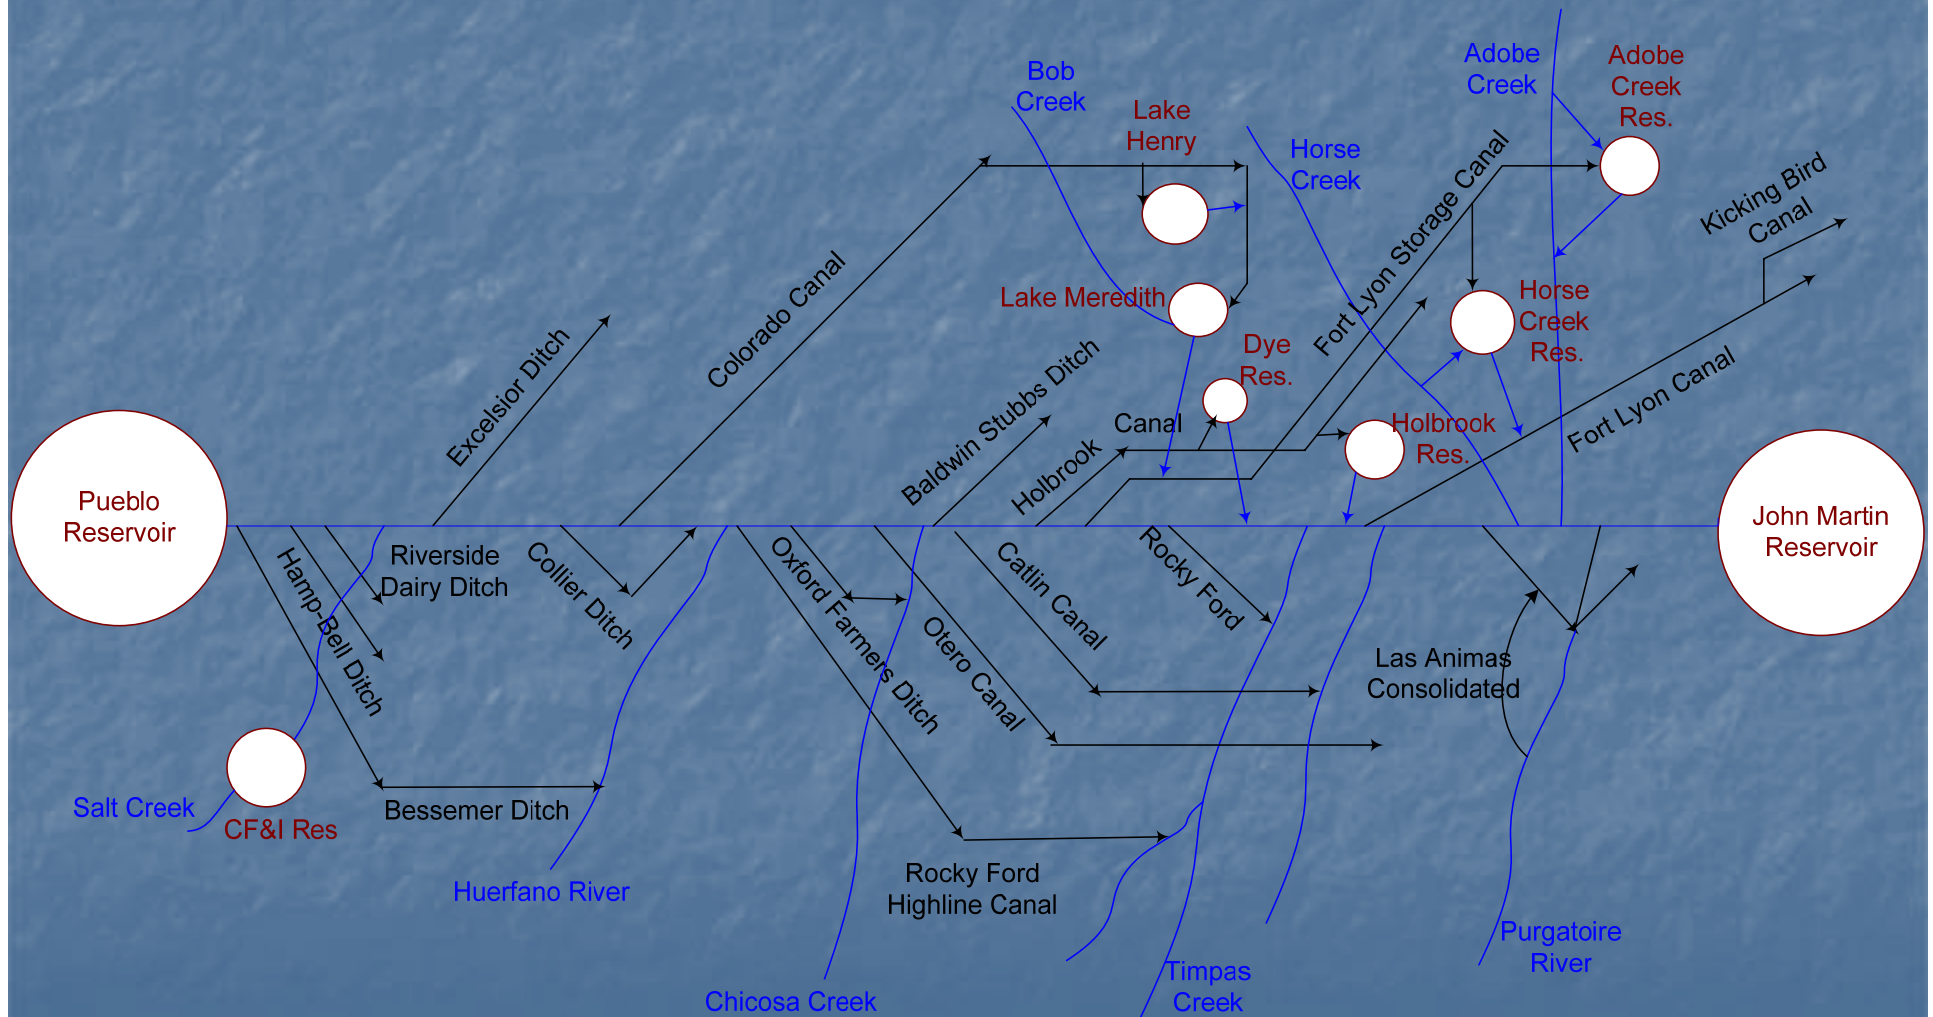 Bob
Creek
Lake
Henry
Horse
Creek
Adobe
Creek
Adobe
Creek
Res.
Kicking Bird
Canal
Fort Lyon Storage Canal
Colorado Canal
Lake Meredith
Horse
Creek
Res.
Excelsior Ditch
Baldwin Stubbs Ditch
Dye
Res.
Holbrook
Canal
Holbrook
Res.
Fort Lyon Canal
Pueblo
Reservoir
John Martin
Reservoir
Hamp-Bell Ditch
Riverside
Dairy Ditch
Collier Ditch
Oxford Farmers Ditch
Otero Canal
Catlin Canal
Rocky Ford
Las Animas
Consolidated
Salt Creek
CF&I Res
Bessemer Ditch
Huerfano River
Rocky Ford
Highline Canal
Chicosa Creek
Timpas
Creek
Purgatoire
River